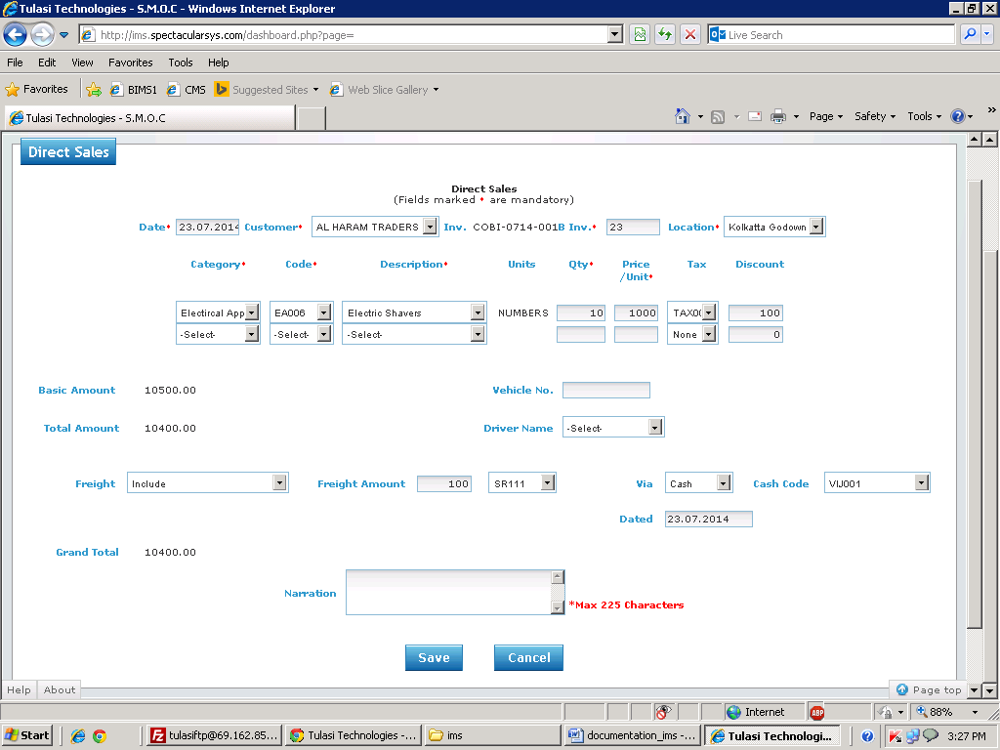 Tulasi Technologies - S.M.O.C - Windows Internet Explorer
http://ims.spectacularsys.com/dashboard.php?page=
Live Search
File Edit View Favorites Tools Help
Favorites BIMS1 CMS Suggested Sites Web Slice Gallery
Tulasi Technologies - S.M.O.C
Page Safety Tools
Direct Sales
Direct Sales
(Fields marked * are mandatory)
Date* 23.07.2014 Customer* AL HARAM TRADERS Inv. COBI-0714-001B Inv.* 23 Location* Kolkatta Godown
Category* Code* Description* Units Qty* Price Tax Discount
/Unit*
Electircal App EA006 Electric Shavers NUMBERS 10 1000 TAX00 100
-Select- -Select- -Select- None 0
Basic Amount 10500.00 Vehicle No.
Total Amount 10400.00 Driver Name -Select-
Freight Include Freight Amount 100 SR111 Via Cash Cash Code VIJ001
Dated 23.07.2014
Grand Total 10400.00
Narration
*Max 225 Characters
Save Cancel
Help About Page top
Internet ABP 88%
Start tulasiftp@69.162.85.... Tulasi Technologies -... ims documentation_ims -... Tulasi Technologi... 3:27 PM